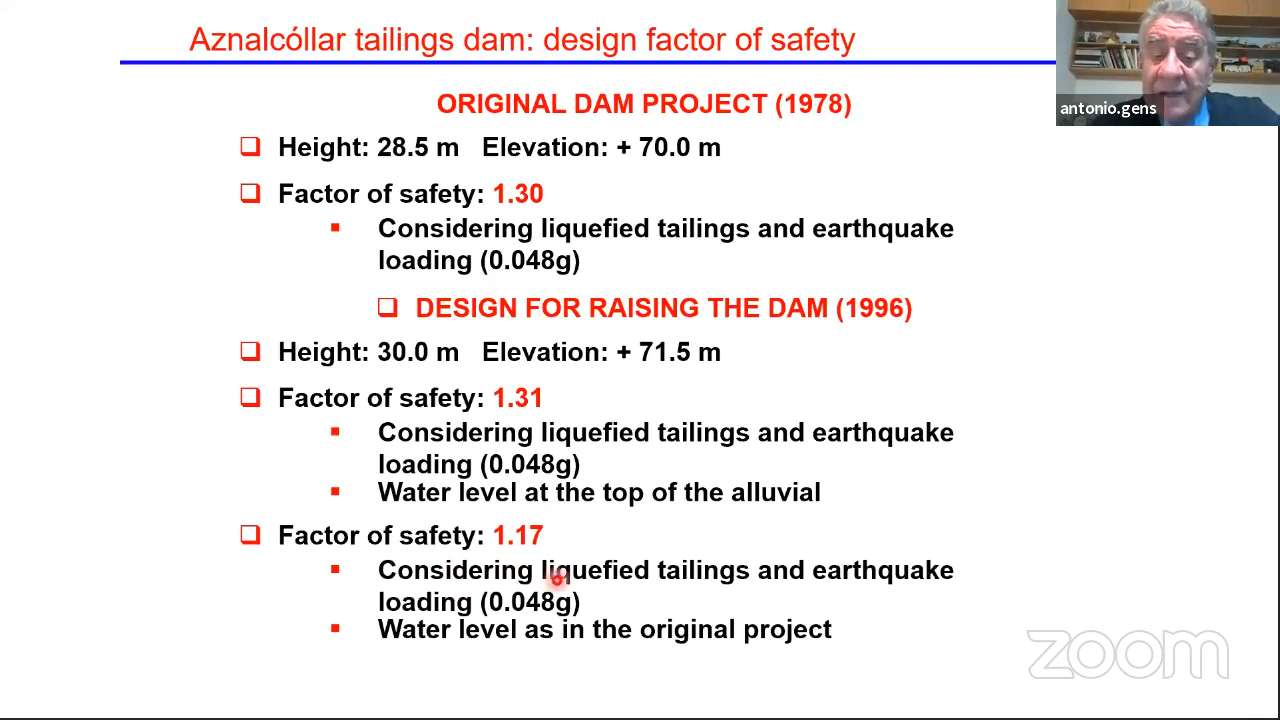 Aznalcóllar tailings dam: design factor of safety
antonio.gens
ORIGINAL DAM PROJECT (1978)
Height: 28.5 m Elevation: + 70.0 m
Factor of safety: 1.30
Considering liquefied tailings and earthquake
loading (0.048g)
DESIGN FOR RAISING THE DAM (1996)
Height: 30.0 m Elevation: + 71.5 m
Factor of safety: 1.31
Considering liquefied tailings and earthquake
loading (0.048g)
Water level at the top of the alluvial
Factor of safety: 1.17
Considering liquefied tailings and earthquake
loading (0.048g)
Water level as in the original project
zoom